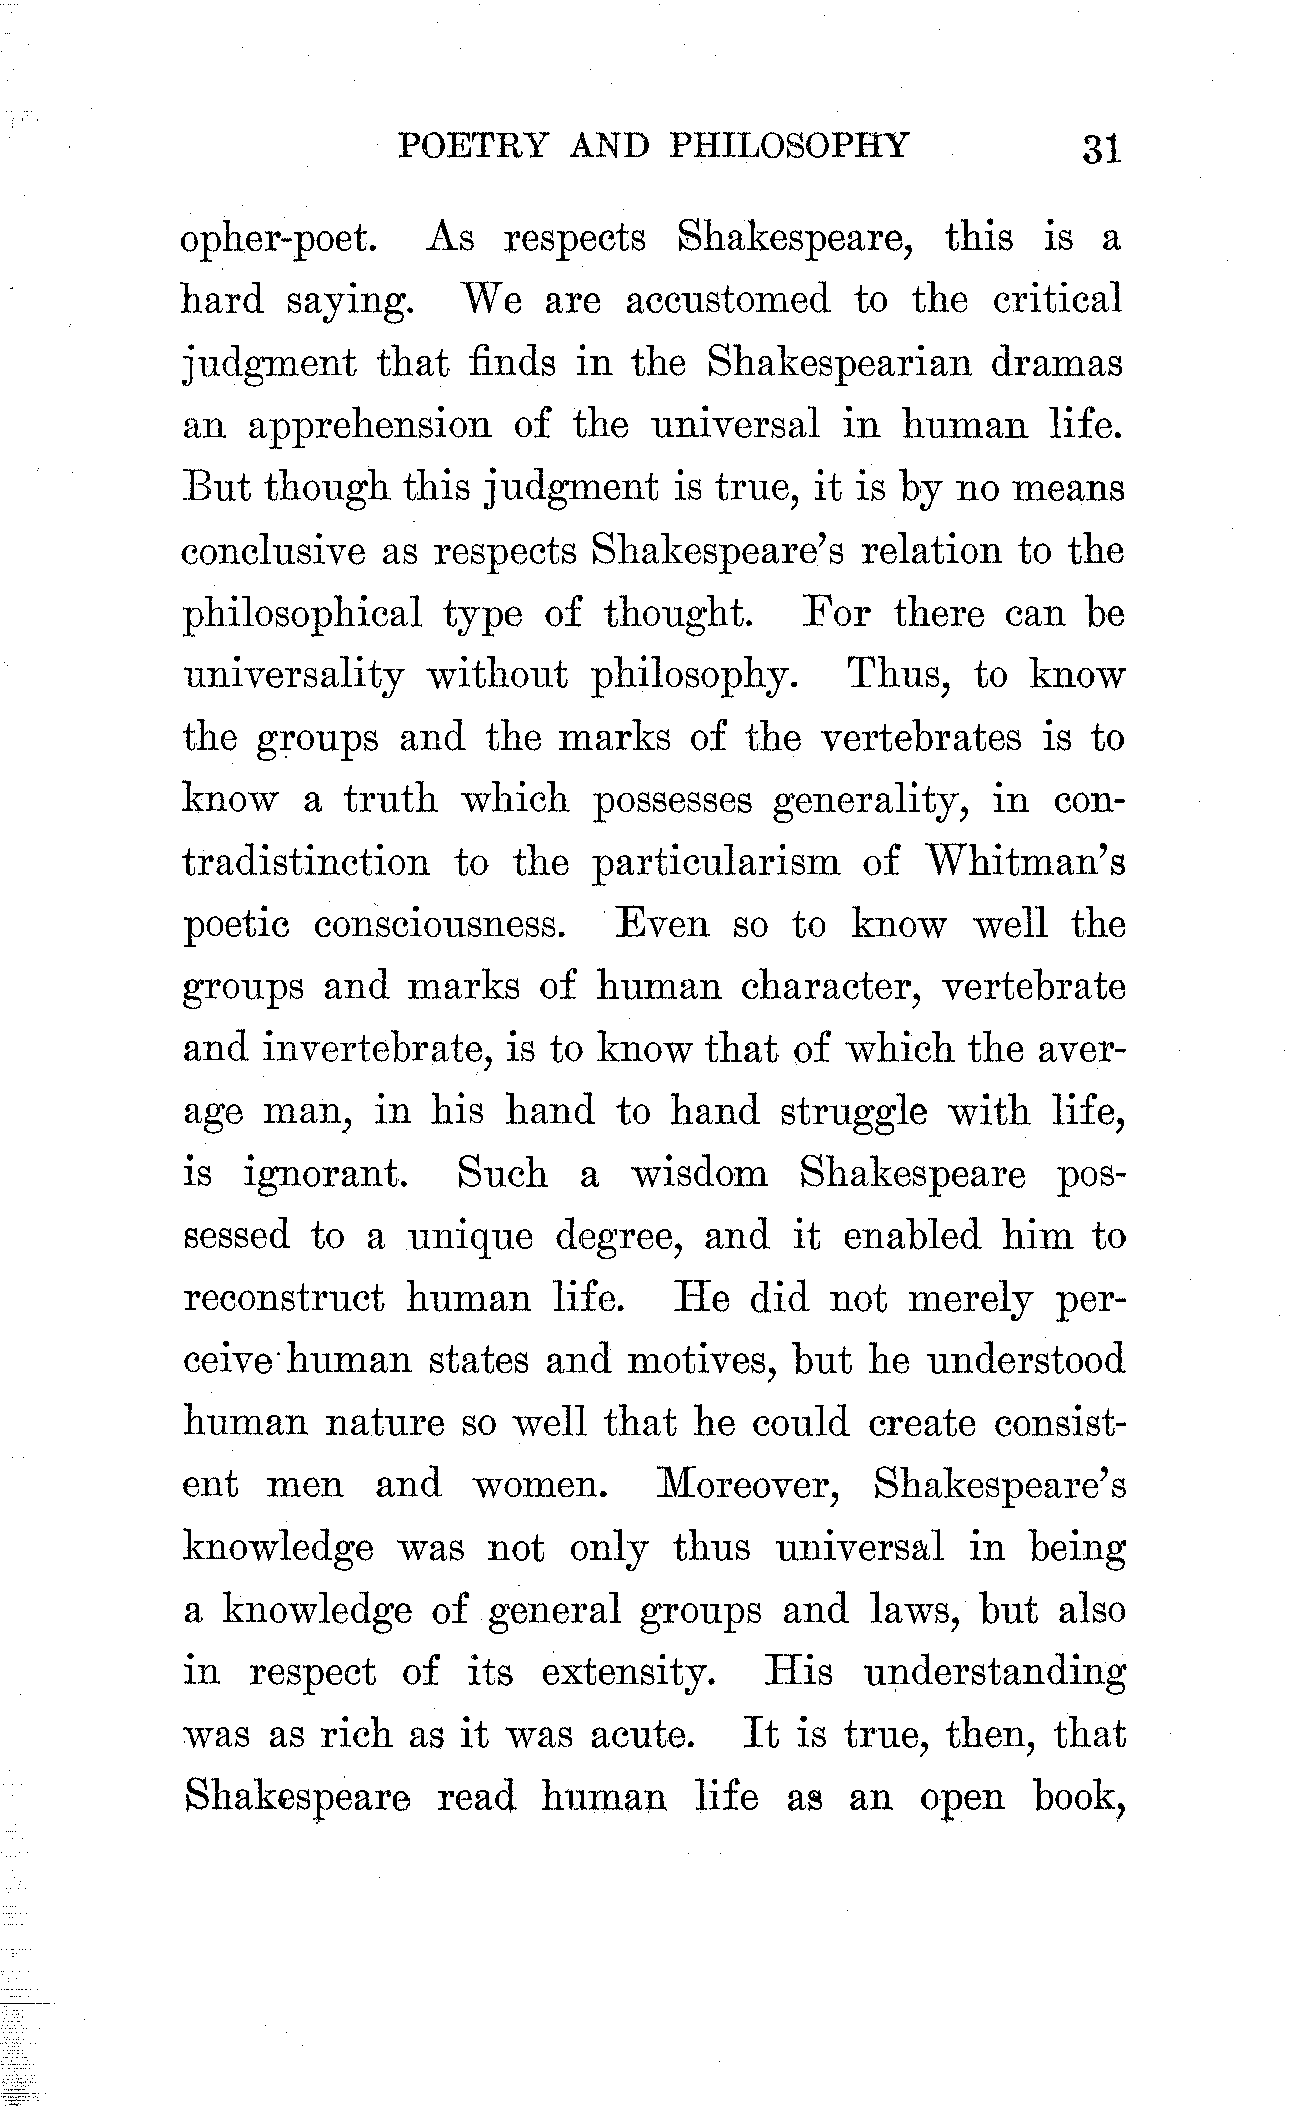 POETRY AND PHILOSOPHY 31
opher-poet. As respects Shakespeare, this is a
hard saying. We are accustomed to the critical
judgment that finds in the Shakespearian dramas
an apprehension of the universal in human life.
But though this judgment is true, it is by no means
conclusive as respects Shakespeare's relation to the
philosophical type of thought. For there can be
universality without philosophy. Thus, to know
the groups and the marks of the vertebrates is to
know a truth which possesses generality, in con-
tradistinction to the particularism of Whitman's
poetic consciousness. Even so to know well the
groups and marks of human character, vertebrate
and invertebrate, is to know that of which the aver-
age man, in his hand to hand struggle with life,
is ignorant. Such a wisdom Shakespeare pos-
sessed to a unique degree, and it enabled him to
reconstruct human life. He did not merely per-
ceive human states and motives, but he understood
human nature so well that he could create consist-
ent men and women. Moreover, Shakespeare's
knowledge was not only thus universal in being
a knowledge of general groups and laws, but also
in respect of its extensity. His understanding
was as rich as it was acute. It is true, then, that
Shakespeare read human life as an open book,